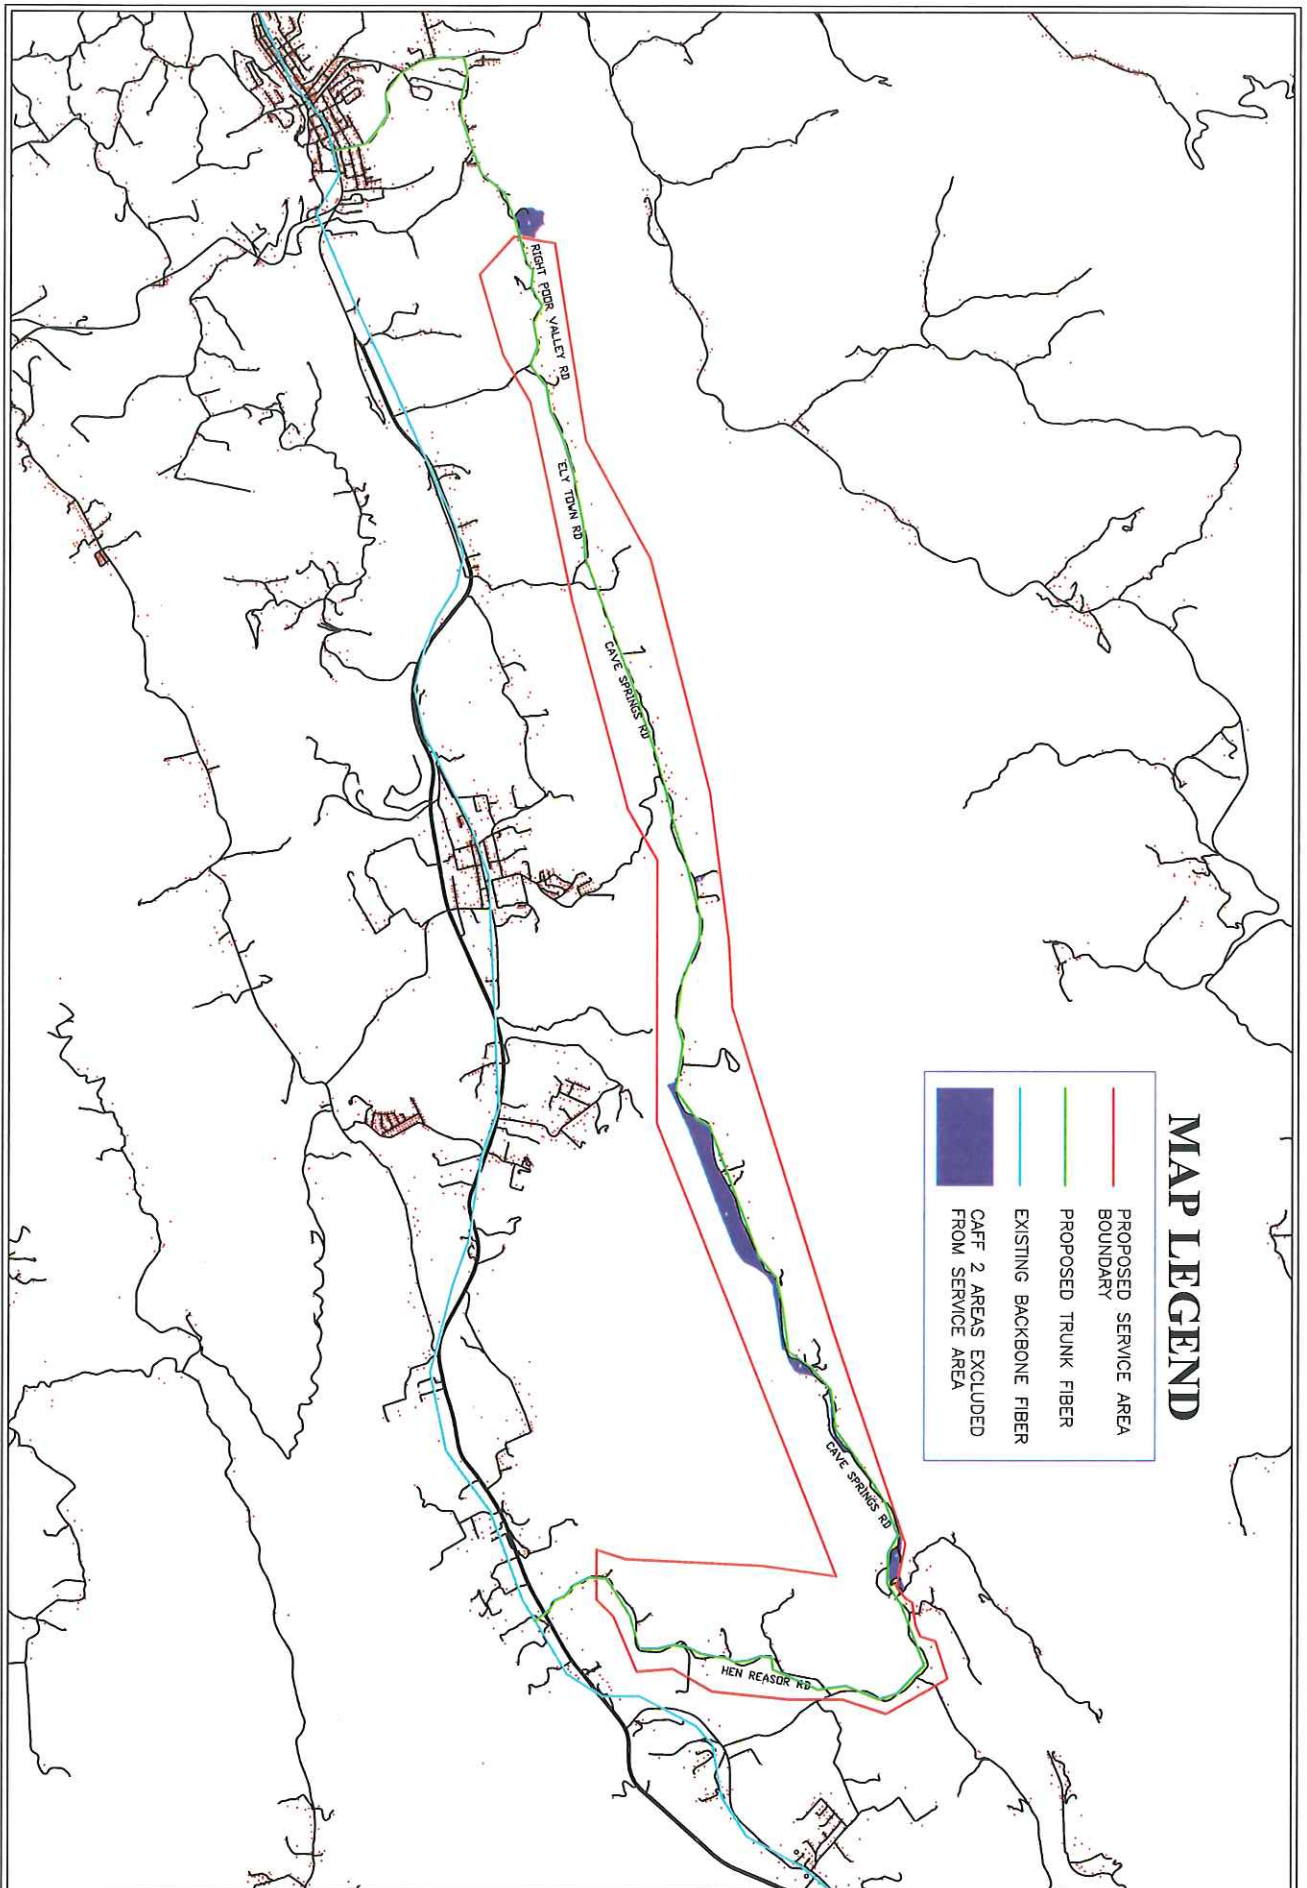 MAP LEGEND
PROPOSED SERVICE AREA
BOUNDARY
PROPOSED TRUNK FIBER
EXISTING BACKBONE FIBER
CAFF 2 AREAS EXCLUDED
FROM SERVICE AREA
RIGHT POOR VALLEY RD
ELY TOWN RD
CAVE SPRINGS RD
CAVE SPRINGS RD
HEN REASOR RD